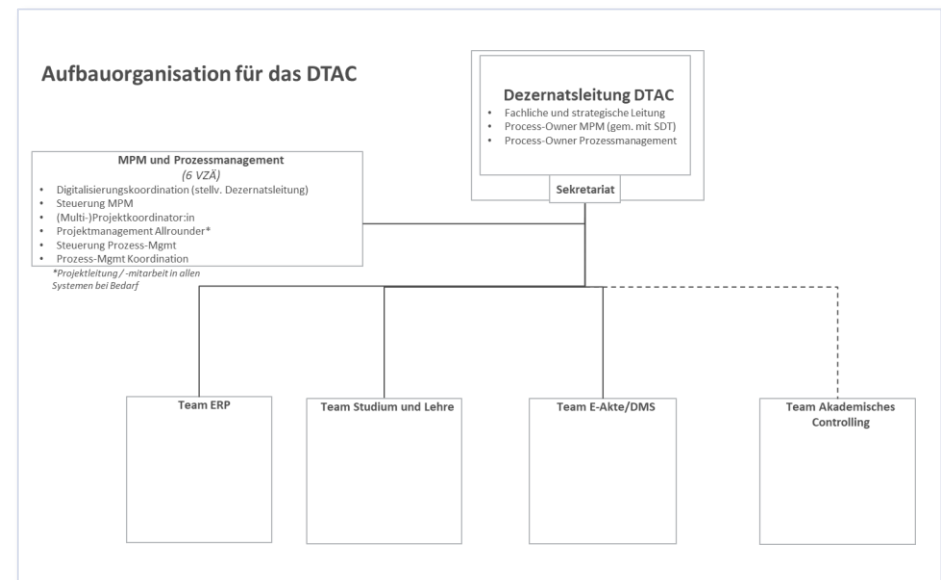 Aufbauorganisation für das DTAC
Dezernatsleitung DTAC
• Fachliche und strategische Leitung
• Process-Owner MPM (gem. mit SDT)
• Process-Owner Prozessmanagement
Sekretariat
MPM und Prozessmanagement
(6 VZÄ)
• Digitalisierungskoordination (stellv. Dezernatsleitung)
• Steuerung MPM
• (Multi-)Projektkoordinator:in
• Projektmanagement Allrounder*
• Steuerung Prozess-Mgmt
• Prozess-Mgmt Koordination
*Projektleitung / -mitarbeit in allen
Systemen bei Bedarf
Team ERP
Team Studium und Lehre
Team E-Akte/DMS
Team Akademisches
Controlling